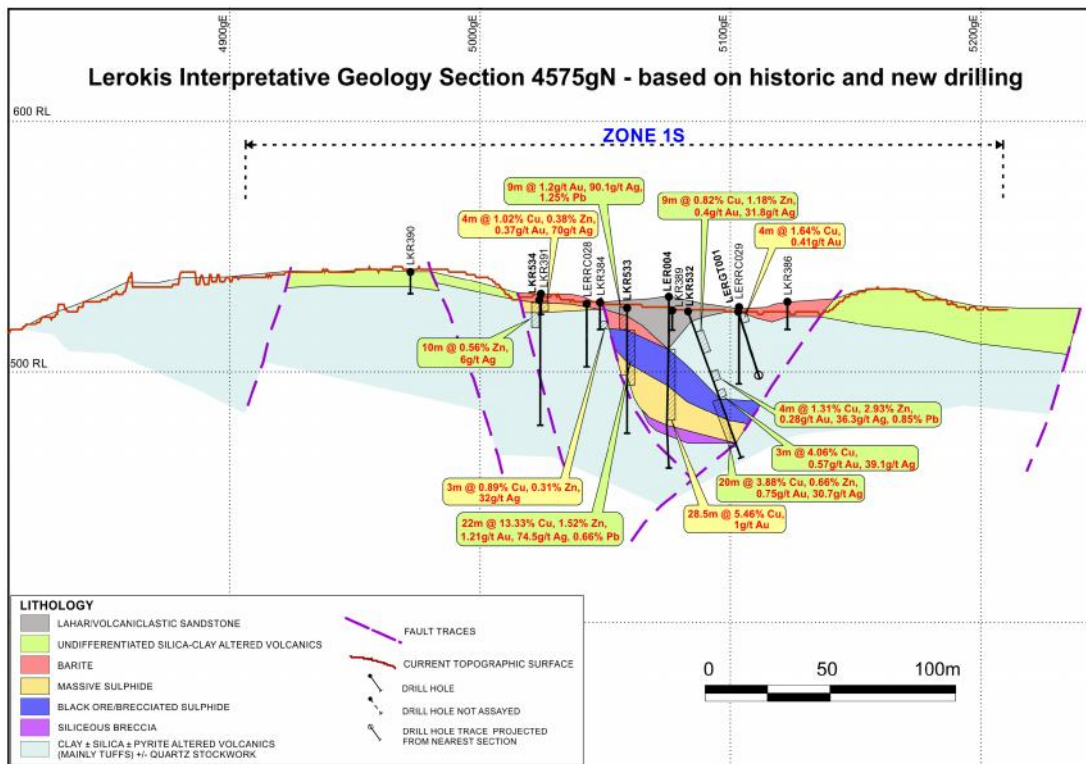 4900gE
5000gE
5100gE
5200gE
Lerokis Interpretative Geology Section 4575gN - based on historic and new drilling
600 RL
ZONE 1S
9m @ 1.2g/t Au, 90.1g/t Ag,
1.25% Pb
9m @ 0.82% Cu, 1.18% Zn,
0.4g/t Au, 31.8g/t Ag
4m @ 1.02% Cu, 0.38% Zn,
0.37g/t Au, 70g/t Ag
4m @ 1.64% Cu,
0.41g/t Au
LKR390
LKR534
LKR391
LERRC028
LKR384
LKR533
LER004
LKR389
LKR532
LERGT001
LERRC029
LKR386
10m @ 0.56% Zn,
6g/t Ag
500 RL
4m @ 1.31% Cu, 2.93% Zn,
0.28g/t Au, 36.3g/t Ag, 0.85% Pb
3m @ 4.06% Cu,
0.57g/t Au, 39.1g/t Ag
3m @ 0.89% Cu, 0.31% Zn,
32g/t Ag
20m @ 3.88% Cu, 0.66% Zn,
0.75g/t Au, 30.7g/t Ag
28.5m @ 5.46% Cu,
1g/t Au
22m @ 13.33% Cu, 1.52% Zn,
1.21g/t Au, 74.5g/t Ag, 0.66% Pb
LITHOLOGY
LAHAR/VOLCANICLASTIC SANDSTONE
UNDIFFERENTIATED SILICA-CLAY ALTERED VOLCANICS
BARITE
MASSIVE SULPHIDE
BLACK ORE/BRECCIATED SULPHIDE
SILICEOUS BRECCIA
CLAY ± SILICA ± PYRITE ALTERED VOLCANICS
(MAINLY TUFFS) +/- QUARTZ STOCKWORK
FAULT TRACES
CURRENT TOPOGRAPHIC SURFACE
DRILL HOLE
DRILL HOLE NOT ASSAYED
DRILL HOLE TRACE PROJECTED
FROM NEAREST SECTION
0 50 100m